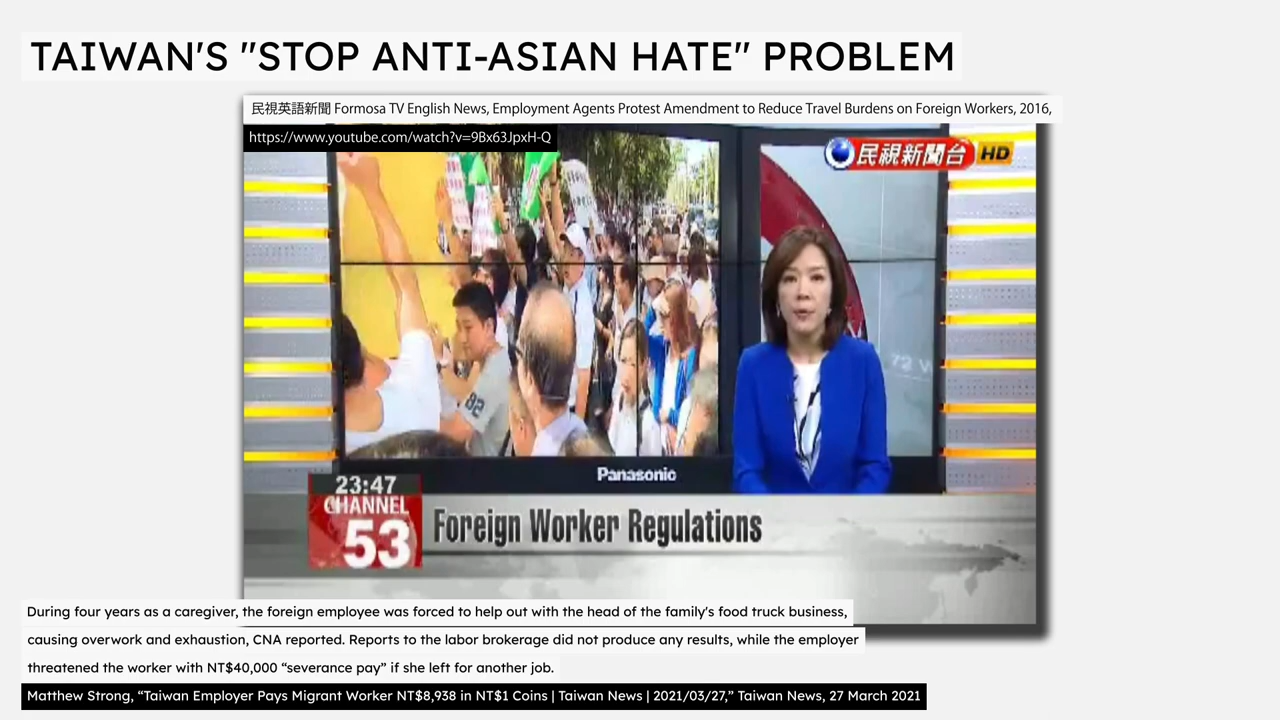 TAIWAN'S "STOP ANTI-ASIAN HATE" PROBLEM
民視英語新聞 Formosa TV English News, Employment Agents Protest Amendment to Reduce Travel Burdens on Foreign Workers, 2016,
https://www.youtube.com/watch?v=9Bx63JpxH-Q
民視新聞台 HD
82
72
Panasonic
23:47
CHANNEL
53
Foreign Worker Regulations
During four years as a caregiver, the foreign employee was forced to help out with the head of the family's food truck business,
causing overwork and exhaustion, CNA reported. Reports to the labor brokerage did not produce any results, while the employer
threatened the worker with NT$40,000 “severance pay” if she left for another job.
Matthew Strong, “Taiwan Employer Pays Migrant Worker NT$8,938 in NT$1 Coins | Taiwan News | 2021/03/27,” Taiwan News, 27 March 2021